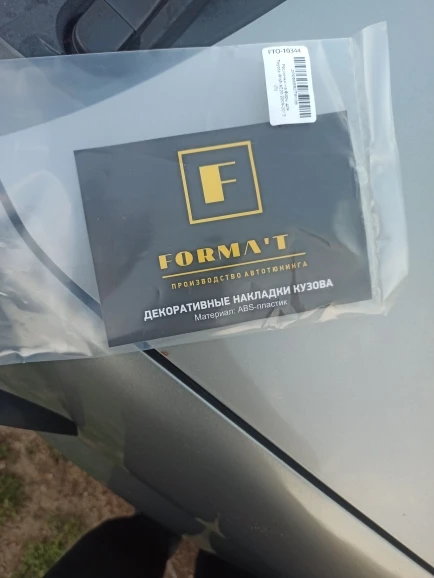 FTO-10344
F
FORMA'T
ПРОИЗВОДСТВО АВТОТЮНИНГА
ДЕКОРАТИВНЫЕ НАКЛАДКИ КУЗОВА
Материал: ABS-пластик